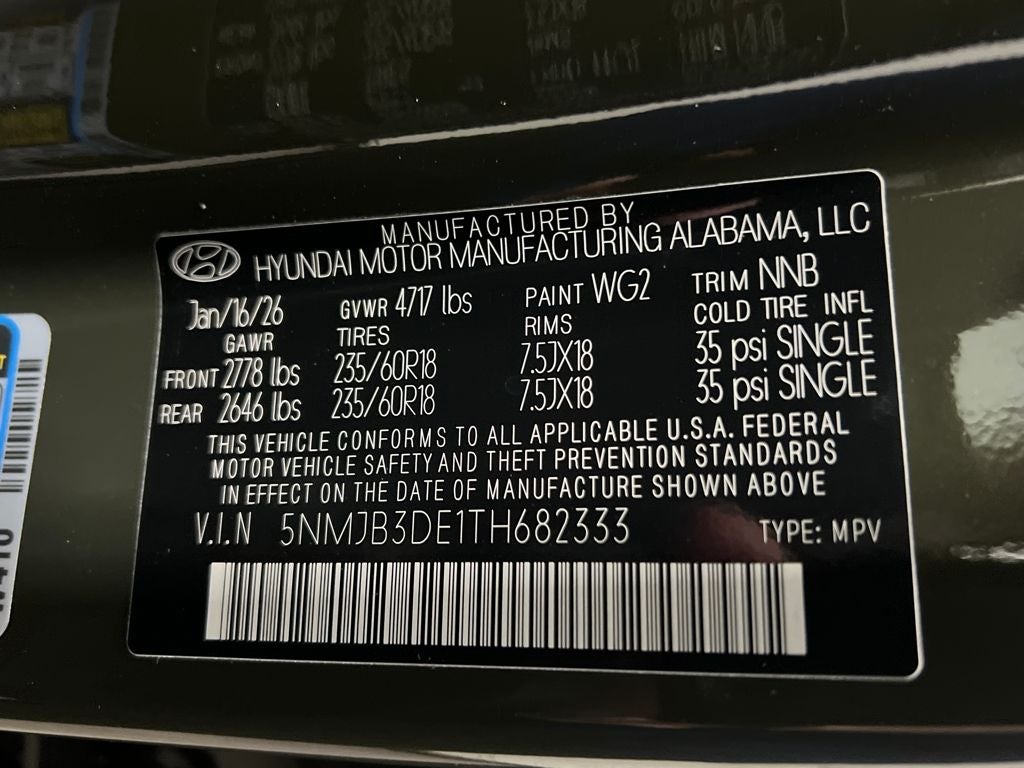 MANUFACTURED BY
HYUNDAI MOTOR MANUFACTURING ALABAMA, LLC
Jan/16/26 GVWR 4717 lbs PAINT WG2 TRIM NNB
GAWR TIRES RIMS COLD TIRE INFL
FRONT 2778 lbs 235/60R18 7.5JX18 35 psi SINGLE
REAR 2646 lbs 235/60R18 7.5JX18 35 psi SINGLE
THIS VEHICLE CONFORMS TO ALL APPLICABLE U.S.A. FEDERAL
MOTOR VEHICLE SAFETY AND THEFT PREVENTION STANDARDS
IN EFFECT ON THE DATE OF MANUFACTURE SHOWN ABOVE
V.I.N 5NMJB3DE1TH682333 TYPE: MPV